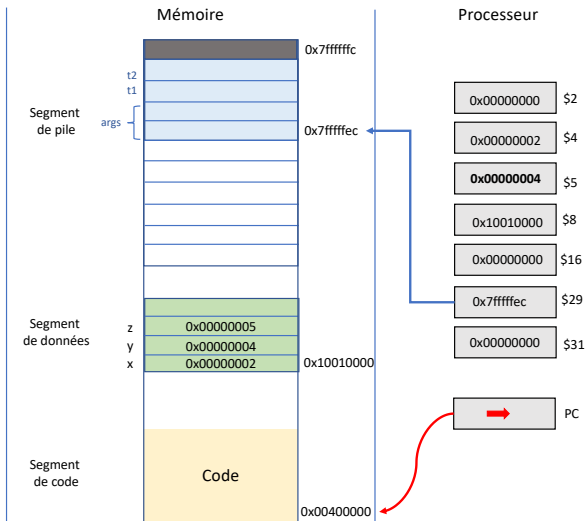 Mémoire
Processeur
0x7ffffffc
t2
t1
args
Segment
de pile
0x7fffffec
0x00000000 $2
0x00000002 $4
0x00000004 $5
0x10010000 $8
0x00000000 $16
0x7fffffec $29
0x00000000 $31
Segment
de données
z 0x00000005
y 0x00000004
x 0x00000002 0x10010000
PC
Segment
de code
Code
0x00400000